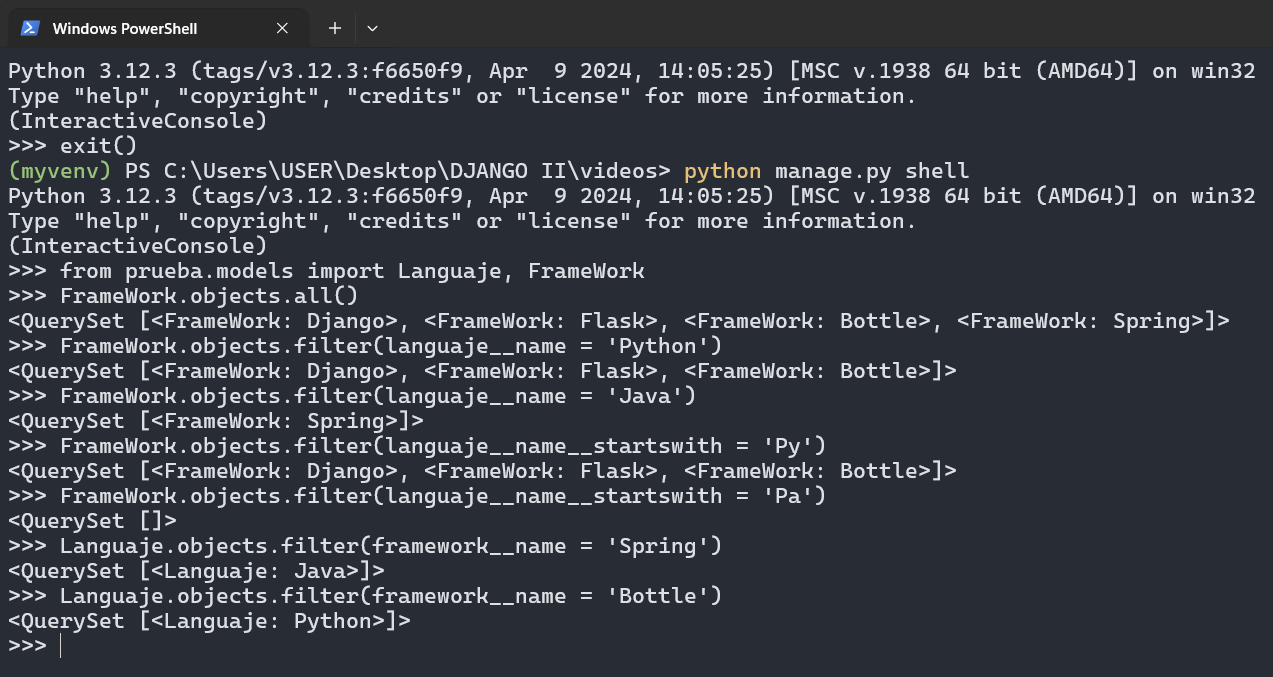 Windows PowerShell
Python 3.12.3 (tags/v3.12.3:f6650f9, Apr  9 2024, 14:05:25) [MSC v.1938 64 bit (AMD64)] on win32
Type "help", "copyright", "credits" or "license" for more information.
(InteractiveConsole)
>>> exit()
(myvenv) PS C:\Users\USER\Desktop\DJANGO II\videos> python manage.py shell
Python 3.12.3 (tags/v3.12.3:f6650f9, Apr  9 2024, 14:05:25) [MSC v.1938 64 bit (AMD64)] on win32
Type "help", "copyright", "credits" or "license" for more information.
(InteractiveConsole)
>>> from prueba.models import Languaje, FrameWork
>>> FrameWork.objects.all()
<QuerySet [<FrameWork: Django>, <FrameWork: Flask>, <FrameWork: Bottle>, <FrameWork: Spring>]>
>>> FrameWork.objects.filter(languaje__name = 'Python')
<QuerySet [<FrameWork: Django>, <FrameWork: Flask>, <FrameWork: Bottle>]>
>>> FrameWork.objects.filter(languaje__name = 'Java')
<QuerySet [<FrameWork: Spring>]>
>>> FrameWork.objects.filter(languaje__name__startswith = 'Py')
<QuerySet [<FrameWork: Django>, <FrameWork: Flask>, <FrameWork: Bottle>]>
>>> FrameWork.objects.filter(languaje__name__startswith = 'Pa')
<QuerySet []>
>>> Languaje.objects.filter(framework__name = 'Spring')
<QuerySet [<Languaje: Java>]>
>>> Languaje.objects.filter(framework__name = 'Bottle')
<QuerySet [<Languaje: Python>]>
>>>